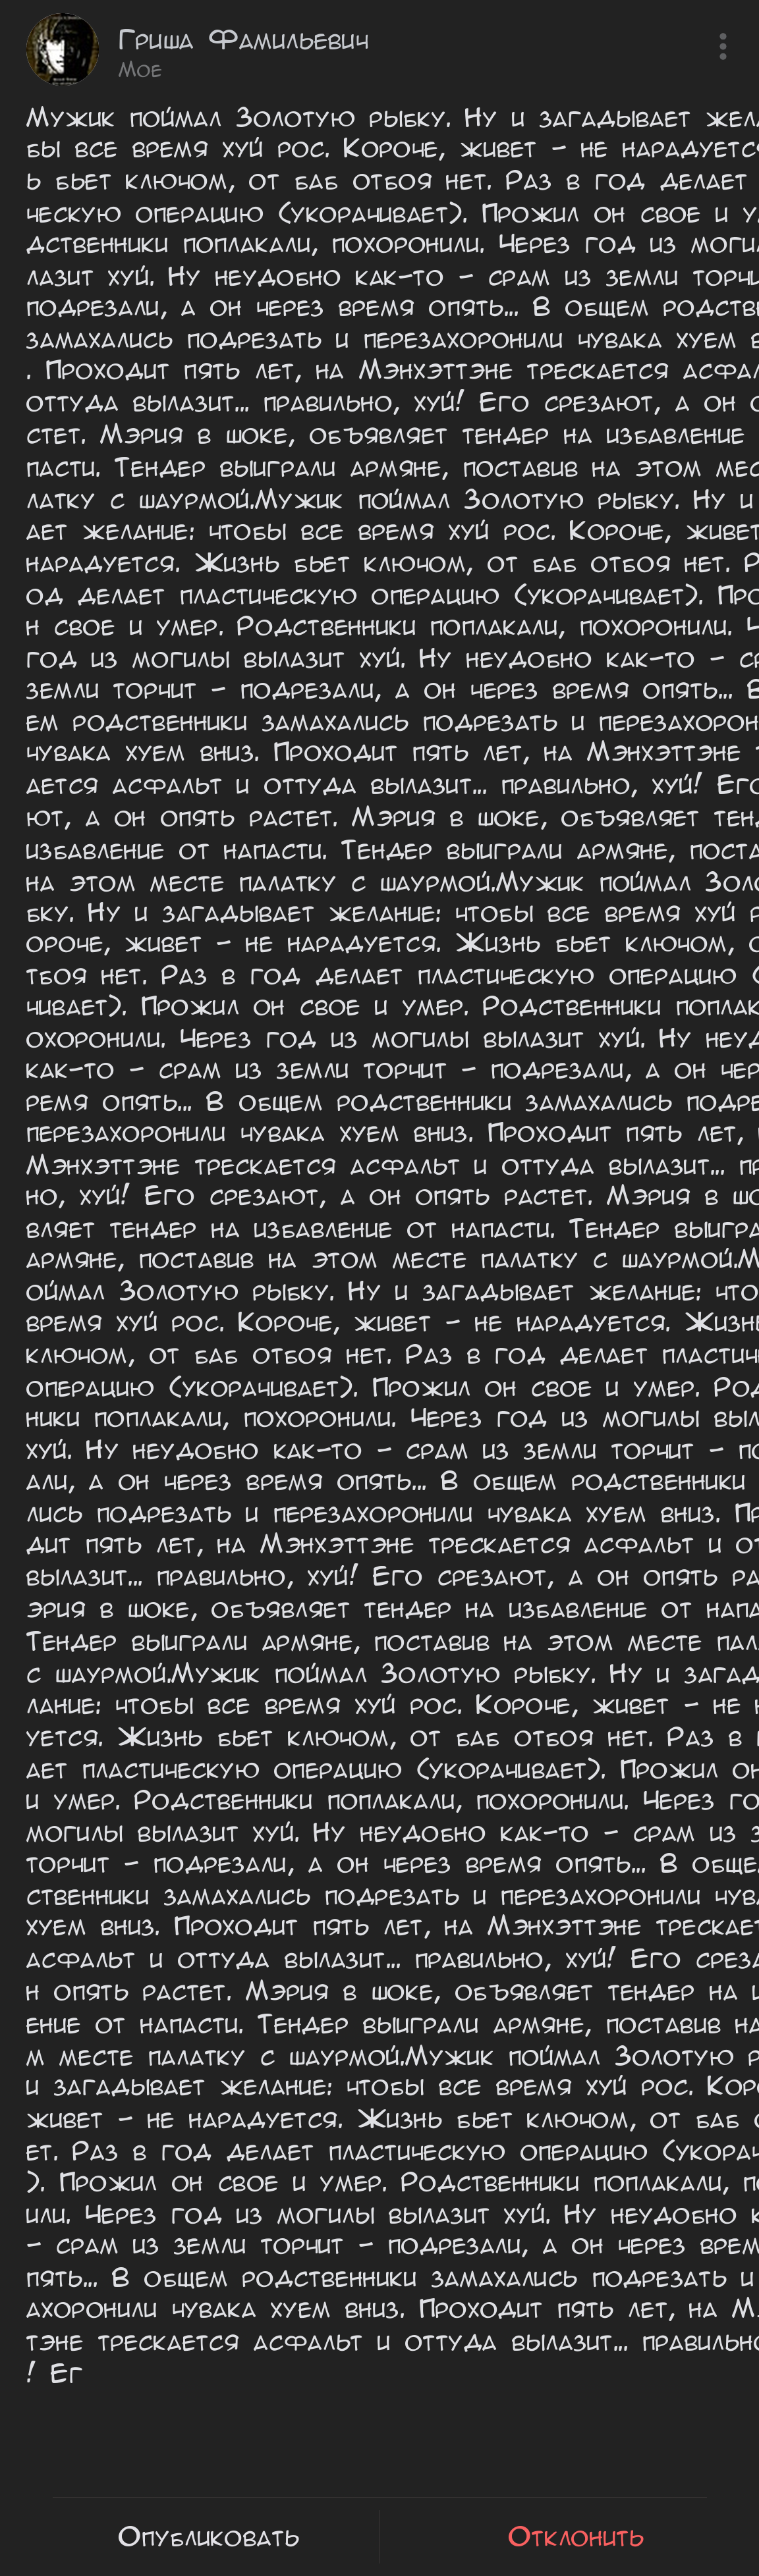 Гриша Фамильевич
Мое
Мужик поймал Золотую рыбку. Ну и загадывает жела
бы все время хуй рос. Короче, живет - не нарадуется
ь бьет ключом, от баб отбоя нет. Раз в год делает
ческую операцию (укорачивает). Прожил он свое и у
дственники поплакали, похоронили. Через год из моги
лазит хуй. Ну неудобно как-то - срам из земли торчи
подрезали, а он через время опять... В общем родстве
замахались подрезать и перезахоронили чувака хуем в
. Проходит пять лет, на Мэнхэттэне трескается асфал
оттуда вылазит... правильно, хуй! Его срезают, а он о
стет. Мэрия в шоке, объявляет тендер на избавление
пасти. Тендер выиграли армяне, поставив на этом мес
латку с шаурмой.Мужик поймал Золотую рыбку. Ну и
ает желание: чтобы все время хуй рос. Короче, живет
нарадуется. Жизнь бьет ключом, от баб отбоя нет. Р
од делает пластическую операцию (укорачивает). Про
н свое и умер. Родственники поплакали, похоронили. Ч
год из могилы вылазит хуй. Ну неудобно как-то - ср
земли торчит - подрезали, а он через время опять... В
ем родственники замахались подрезать и перезахорон
чувака хуем вниз. Проходит пять лет, на Мэнхэттэне т
ается асфальт и оттуда вылазит... правильно, хуй! Его
ют, а он опять растет. Мэрия в шоке, объявляет тенд
избавление от напасти. Тендер выиграли армяне, поста
на этом месте палатку с шаурмой.Мужик поймал Золо
бку. Ну и загадывает желание: чтобы все время хуй р
ороче, живет - не нарадуется. Жизнь бьет ключом, о
тбоя нет. Раз в год делает пластическую операцию (
чивает). Прожил он свое и умер. Родственники поплак
охоронили. Через год из могилы вылазит хуй. Ну неуд
как-то - срам из земли торчит - подрезали, а он чер
ремя опять... В общем родственники замахались подре
перезахоронили чувака хуем вниз. Проходит пять лет,
Мэнхэттэне трескается асфальт и оттуда вылазит... пр
но, хуй! Его срезают, а он опять растет. Мэрия в шо
вляет тендер на избавление от напасти. Тендер выигра
армяне, поставив на этом месте палатку с шаурмой.М
оймал Золотую рыбку. Ну и загадывает желание: что
время хуй рос. Короче, живет - не нарадуется. Жизн
ключом, от баб отбоя нет. Раз в год делает пластич
операцию (укорачивает). Прожил он свое и умер. Род
ники поплакали, похоронили. Через год из могилы выл
хуй. Ну неудобно как-то - срам из земли торчит - по
али, а он через время опять... В общем родственники
лись подрезать и перезахоронили чувака хуем вниз. Пр
дит пять лет, на Мэнхэттэне трескается асфальт и от
вылазит... правильно, хуй! Его срезают, а он опять ра
эрия в шоке, объявляет тендер на избавление от напа
Тендер выиграли армяне, поставив на этом месте пала
с шаурмой.Мужик поймал Золотую рыбку. Ну и загад
лание: чтобы все время хуй рос. Короче, живет - не н
уется. Жизнь бьет ключом, от баб отбоя нет. Раз в г
ает пластическую операцию (укорачивает). Прожил он
и умер. Родственники поплакали, похоронили. Через го
могилы вылазит хуй. Ну неудобно как-то - срам из з
торчит - подрезали, а он через время опять... В обще
ственники замахались подрезать и перезахоронили чув
хуем вниз. Проходит пять лет, на Мэнхэттэне трескает
асфальт и оттуда вылазит... правильно, хуй! Его среза
н опять растет. Мэрия в шоке, объявляет тендер на и
ение от напасти. Тендер выиграли армяне, поставив на
м месте палатку с шаурмой.Мужик поймал Золотую р
и загадывает желание: чтобы все время хуй рос. Коро
живет - не нарадуется. Жизнь бьет ключом, от баб о
ет. Раз в год делает пластическую операцию (укорач
). Прожил он свое и умер. Родственники поплакали, по
или. Через год из могилы вылазит хуй. Ну неудобно к
- срам из земли торчит - подрезали, а он через врем
пять... В общем родственники замахались подрезать и
ахоронили чувака хуем вниз. Проходит пять лет, на М
тэне трескается асфальт и оттуда вылазит... правильно
! Ег
Опубликовать
Отклонить